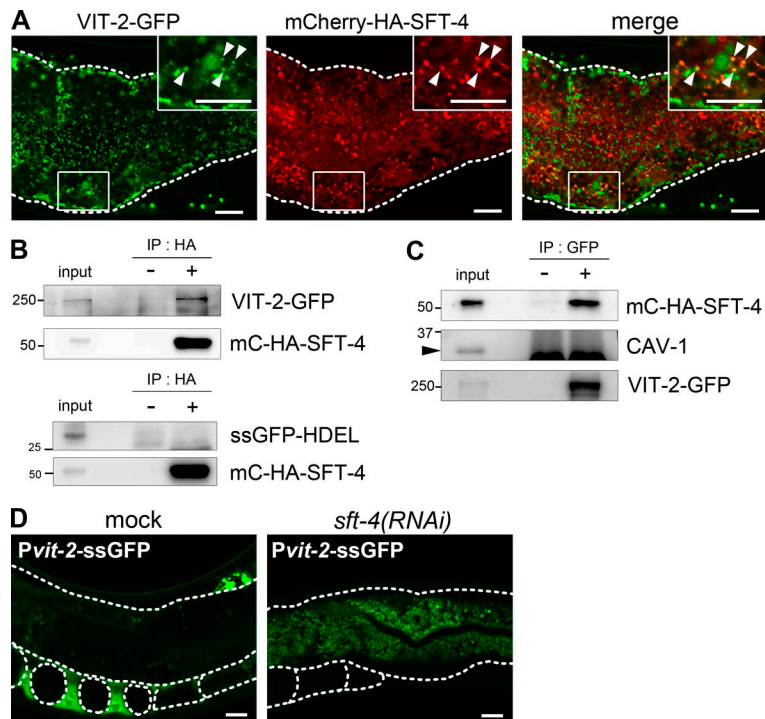 A
VIT-2-GFP
mCherry-HA-SFT-4
merge
B
IP : HA
input - +
250 VIT-2-GFP
50 mC-HA-SFT-4
IP : HA
input - +
25 ssGFP-HDEL
50 mC-HA-SFT-4
C
IP : GFP
input - +
50 mC-HA-SFT-4
37
CAV-1
250 VIT-2-GFP
D
mock
sft-4(RNAi)
Pvit-2-ssGFP
Pvit-2-ssGFP